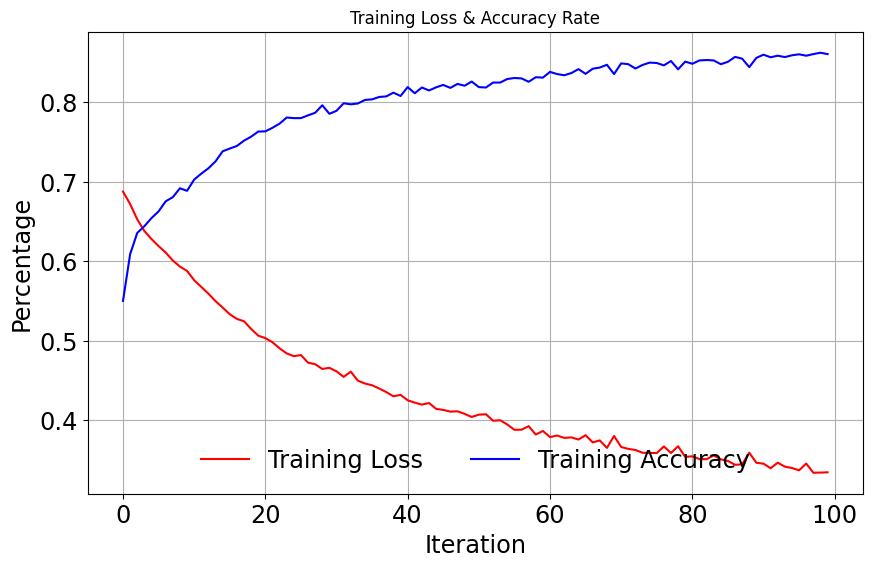 Training Loss & Accuracy Rate
0.8
0.7
0.6
0.5
0.4
Percentage
Training Loss Training Accuracy
0 20 40 60 80 100
Iteration